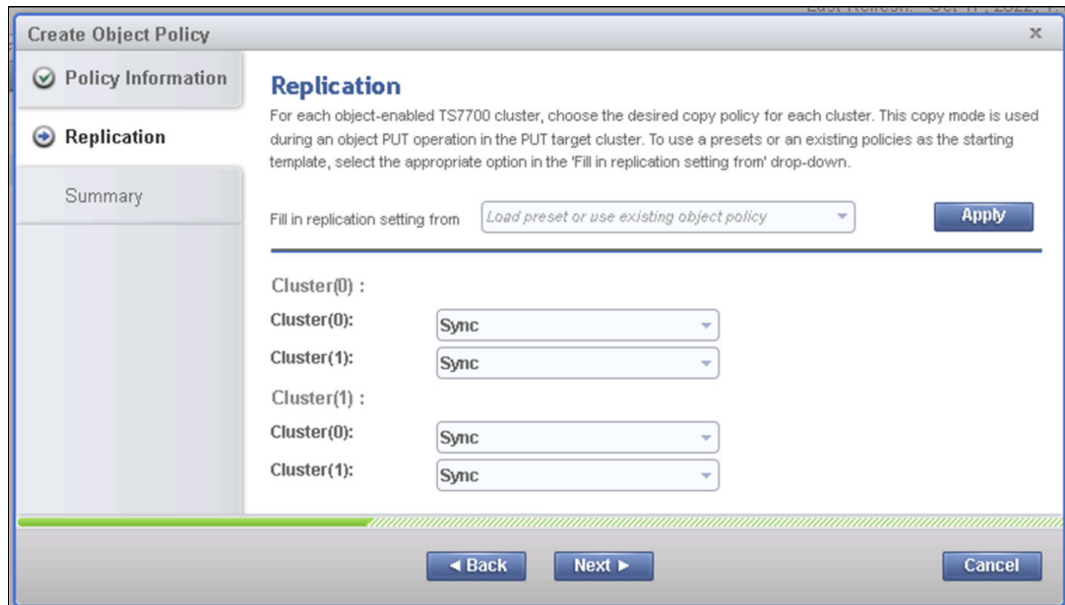 Create Object Policy x
Policy Information
Replication
Summary
Replication
For each object-enabled TS7700 cluster, choose the desired copy policy for each cluster. This copy mode is used
during an object PUT operation in the PUT target cluster. To use a presets or an existing policies as the starting
template, select the appropriate option in the 'Fill in replication setting from' drop-down.
Fill in replication setting from Load preset or use existing object policy Apply
Cluster(0) :
Cluster(0): Sync
Cluster(1): Sync
Cluster(1) :
Cluster(0): Sync
Cluster(1): Sync
Back Next Cancel